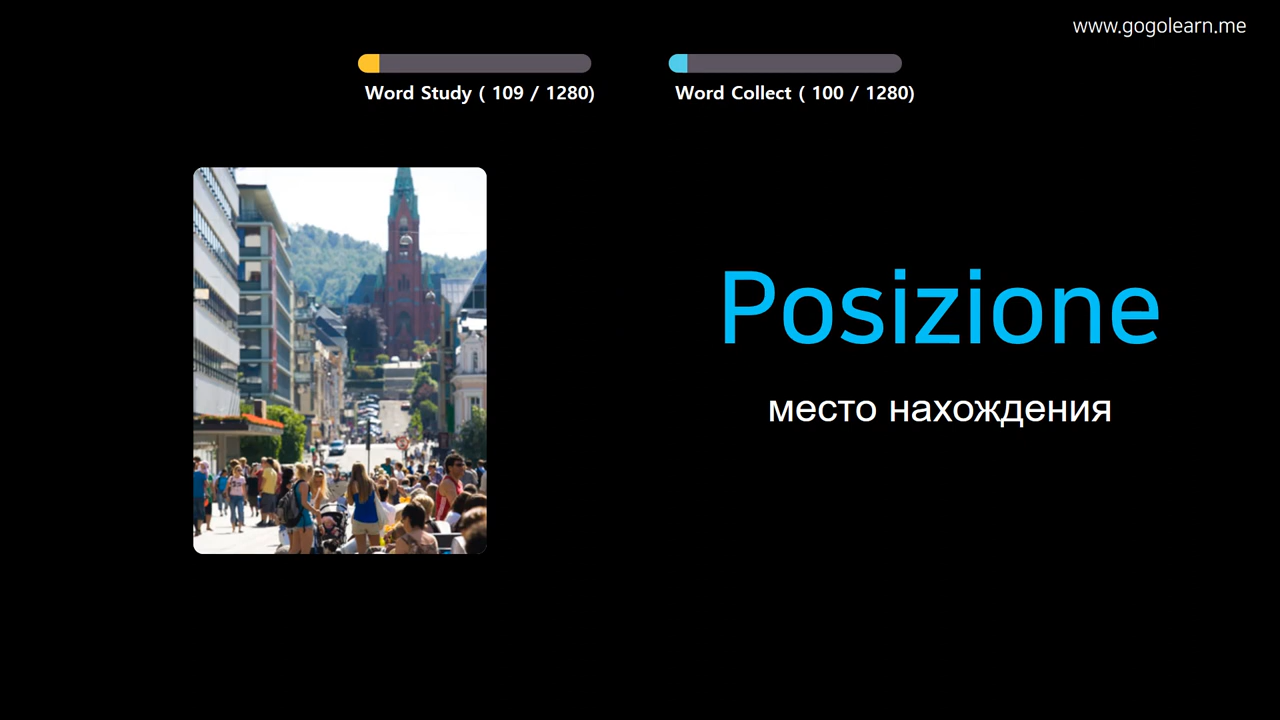 www.gogolearn.me
Word Study ( 109 / 1280)
Word Collect ( 100 / 1280)
Posizione
место нахождения